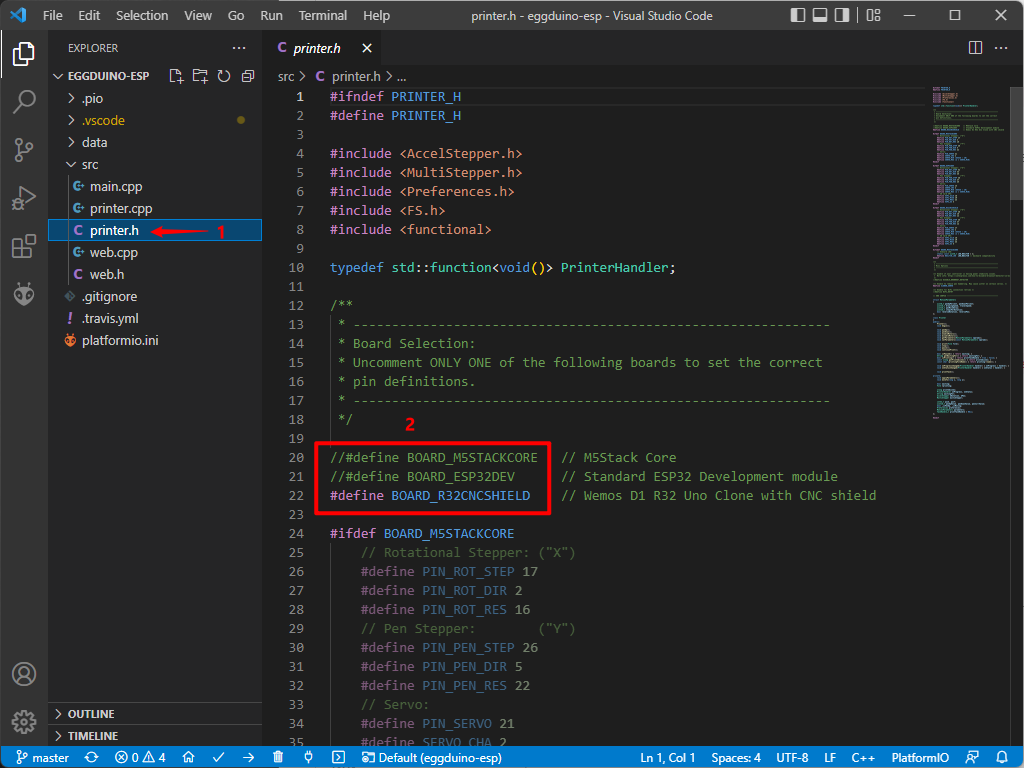 File Edit Selection View Go Run Terminal Help printer.h - eggduino-esp - Visual Studio Code
EXPLORER
EGGDUINO-ESP
.pio
.vscode
data
src
main.cpp
printer.cpp
printer.h 1
web.cpp
web.h
.gitignore
.travis.yml
platformio.ini
OUTLINE
TIMELINE
printer.h
src > printer.h > ...
1 #ifndef PRINTER_H
2 #define PRINTER_H
3
4 #include <AccelStepper.h>
5 #include <MultiStepper.h>
6 #include <Preferences.h>
7 #include <FS.h>
8 #include <functional>
9
10 typedef std::function<void()> PrinterHandler;
11
12 /**
13 * --------------------------------------------------------------
14 * Board Selection:
15 * Uncomment ONLY ONE of the following boards to set the correct
16 * pin definitions.
17 * --------------------------------------------------------------
18 */
2
19
20 //#define BOARD_M5STACKCORE // M5Stack Core
21 //#define BOARD_ESP32DEV // Standard ESP32 Development module
22 #define BOARD_R32CNCSHIELD // Wemos D1 R32 Uno Clone with CNC shield
23
24 #ifdef BOARD_M5STACKCORE
25 // Rotational Stepper: ("X")
26 #define PIN_ROT_STEP 17
27 #define PIN_ROT_DIR 2
28 #define PIN_ROT_RES 16
29 // Pen Stepper: ("Y")
30 #define PIN_PEN_STEP 26
31 #define PIN_PEN_DIR 5
32 #define PIN_PEN_RES 22
33 // Servo:
34 #define PIN_SERVO 21
35 #define SERVO_CHA 2
master 0 4 Default (eggduino-esp) Ln 1, Col 1 Spaces: 4 UTF-8 LF C++ PlatformIO